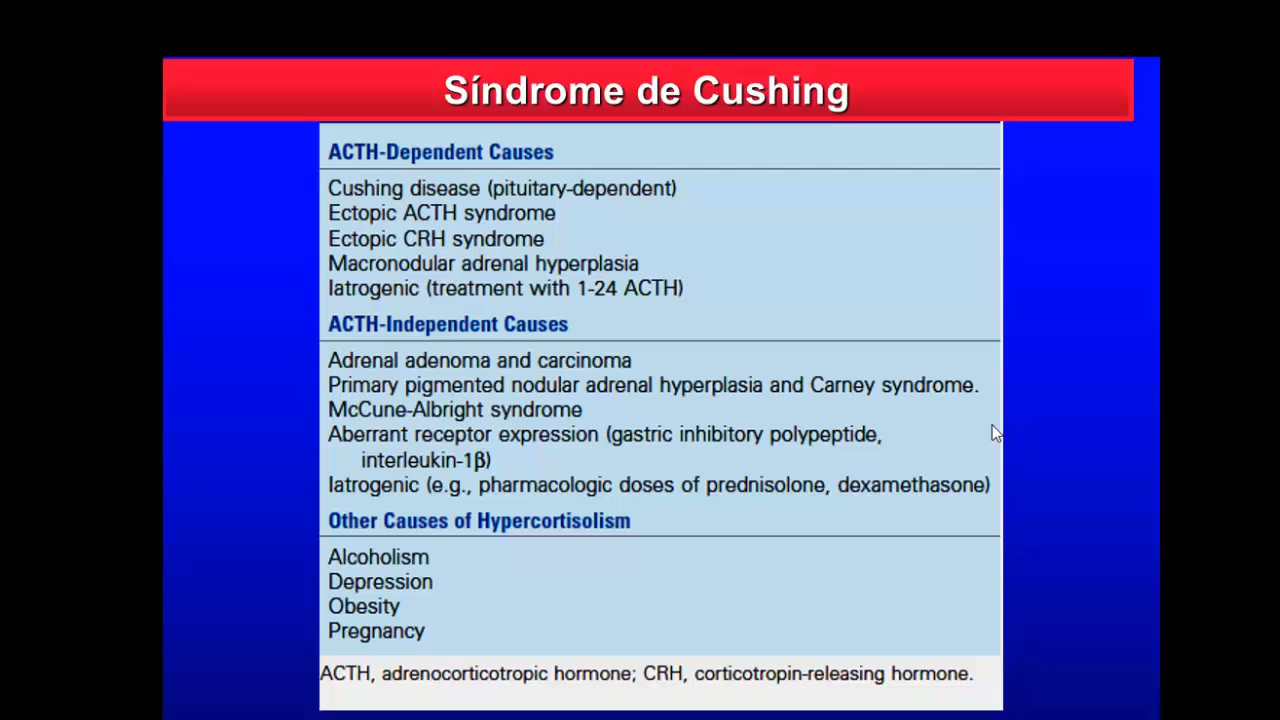 Síndrome de Cushing
ACTH-Dependent Causes
Cushing disease (pituitary-dependent)
Ectopic ACTH syndrome
Ectopic CRH syndrome
Macronodular adrenal hyperplasia
Iatrogenic (treatment with 1-24 ACTH)
ACTH-Independent Causes
Adrenal adenoma and carcinoma
Primary pigmented nodular adrenal hyperplasia and Carney syndrome.
McCune-Albright syndrome
Aberrant receptor expression (gastric inhibitory polypeptide,
interleukin-1β)
Iatrogenic (e.g., pharmacologic doses of prednisolone, dexamethasone)
Other Causes of Hypercortisolism
Alcoholism
Depression
Obesity
Pregnancy
ACTH, adrenocorticotropic hormone; CRH, corticotropin-releasing hormone.